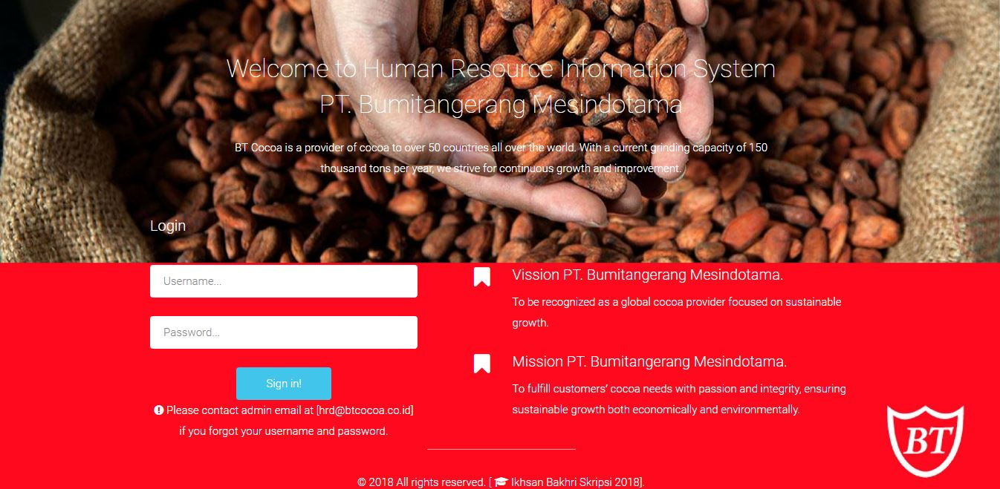 Welcome to Human Resource Information System
PT. Bumitangerang Mesindotama
BT Cocoa is a provider of cocoa to over 50 countries all over the world. With a current grinding capacity of 150
thousand tons per year, we strive for continuous growth and improvement.
Login
Username...
Password...
Sign in!
Please contact admin email at [hrd@btcocoa.co.id]
if you forgot your username and password.
Vission PT. Bumitangerang Mesindotama.
To be recognized as a global cocoa provider focused on sustainable
growth.
Mission PT. Bumitangerang Mesindotama.
To fulfill customers’ cocoa needs with passion and integrity, ensuring
sustainable growth both economically and environmentally.
BT
© 2018 All rights reserved. [ Ikhsan Bakhri Skripsi 2018].